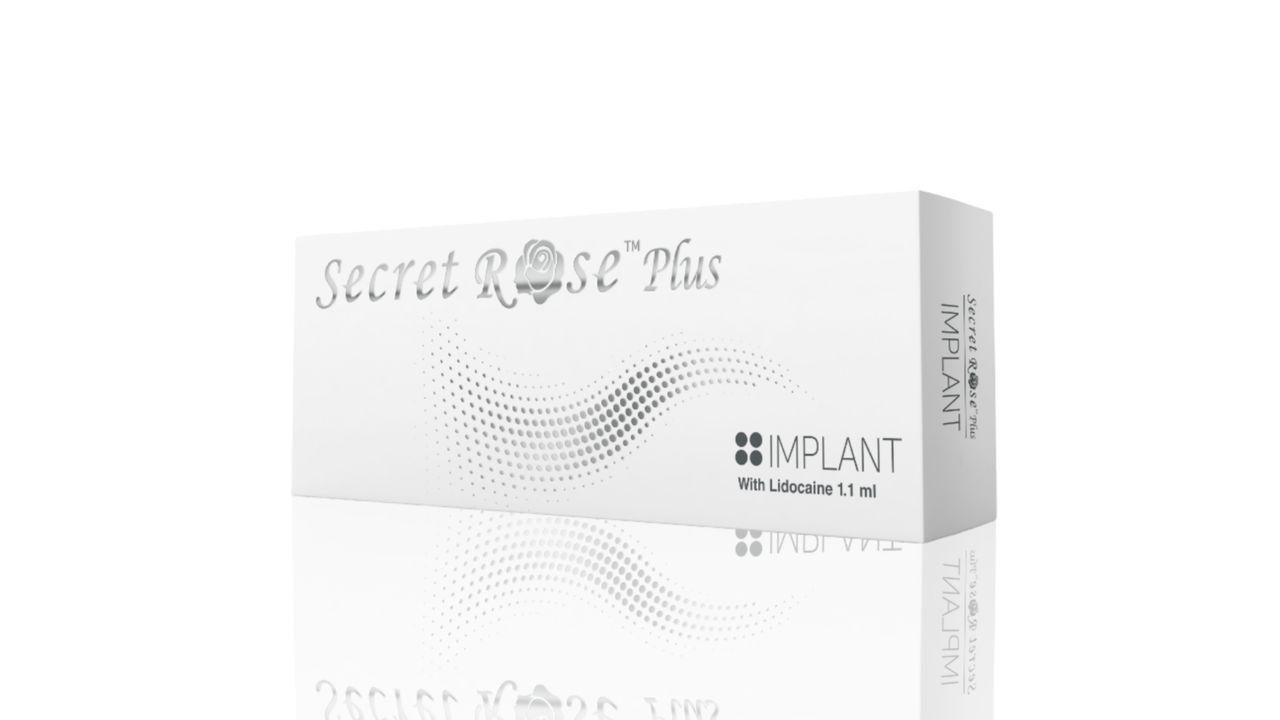 Secret Rose™ Plus
IMPLANT
With Lidocaine 1.1 ml
Secret Rose™ Plus
IMPLANT